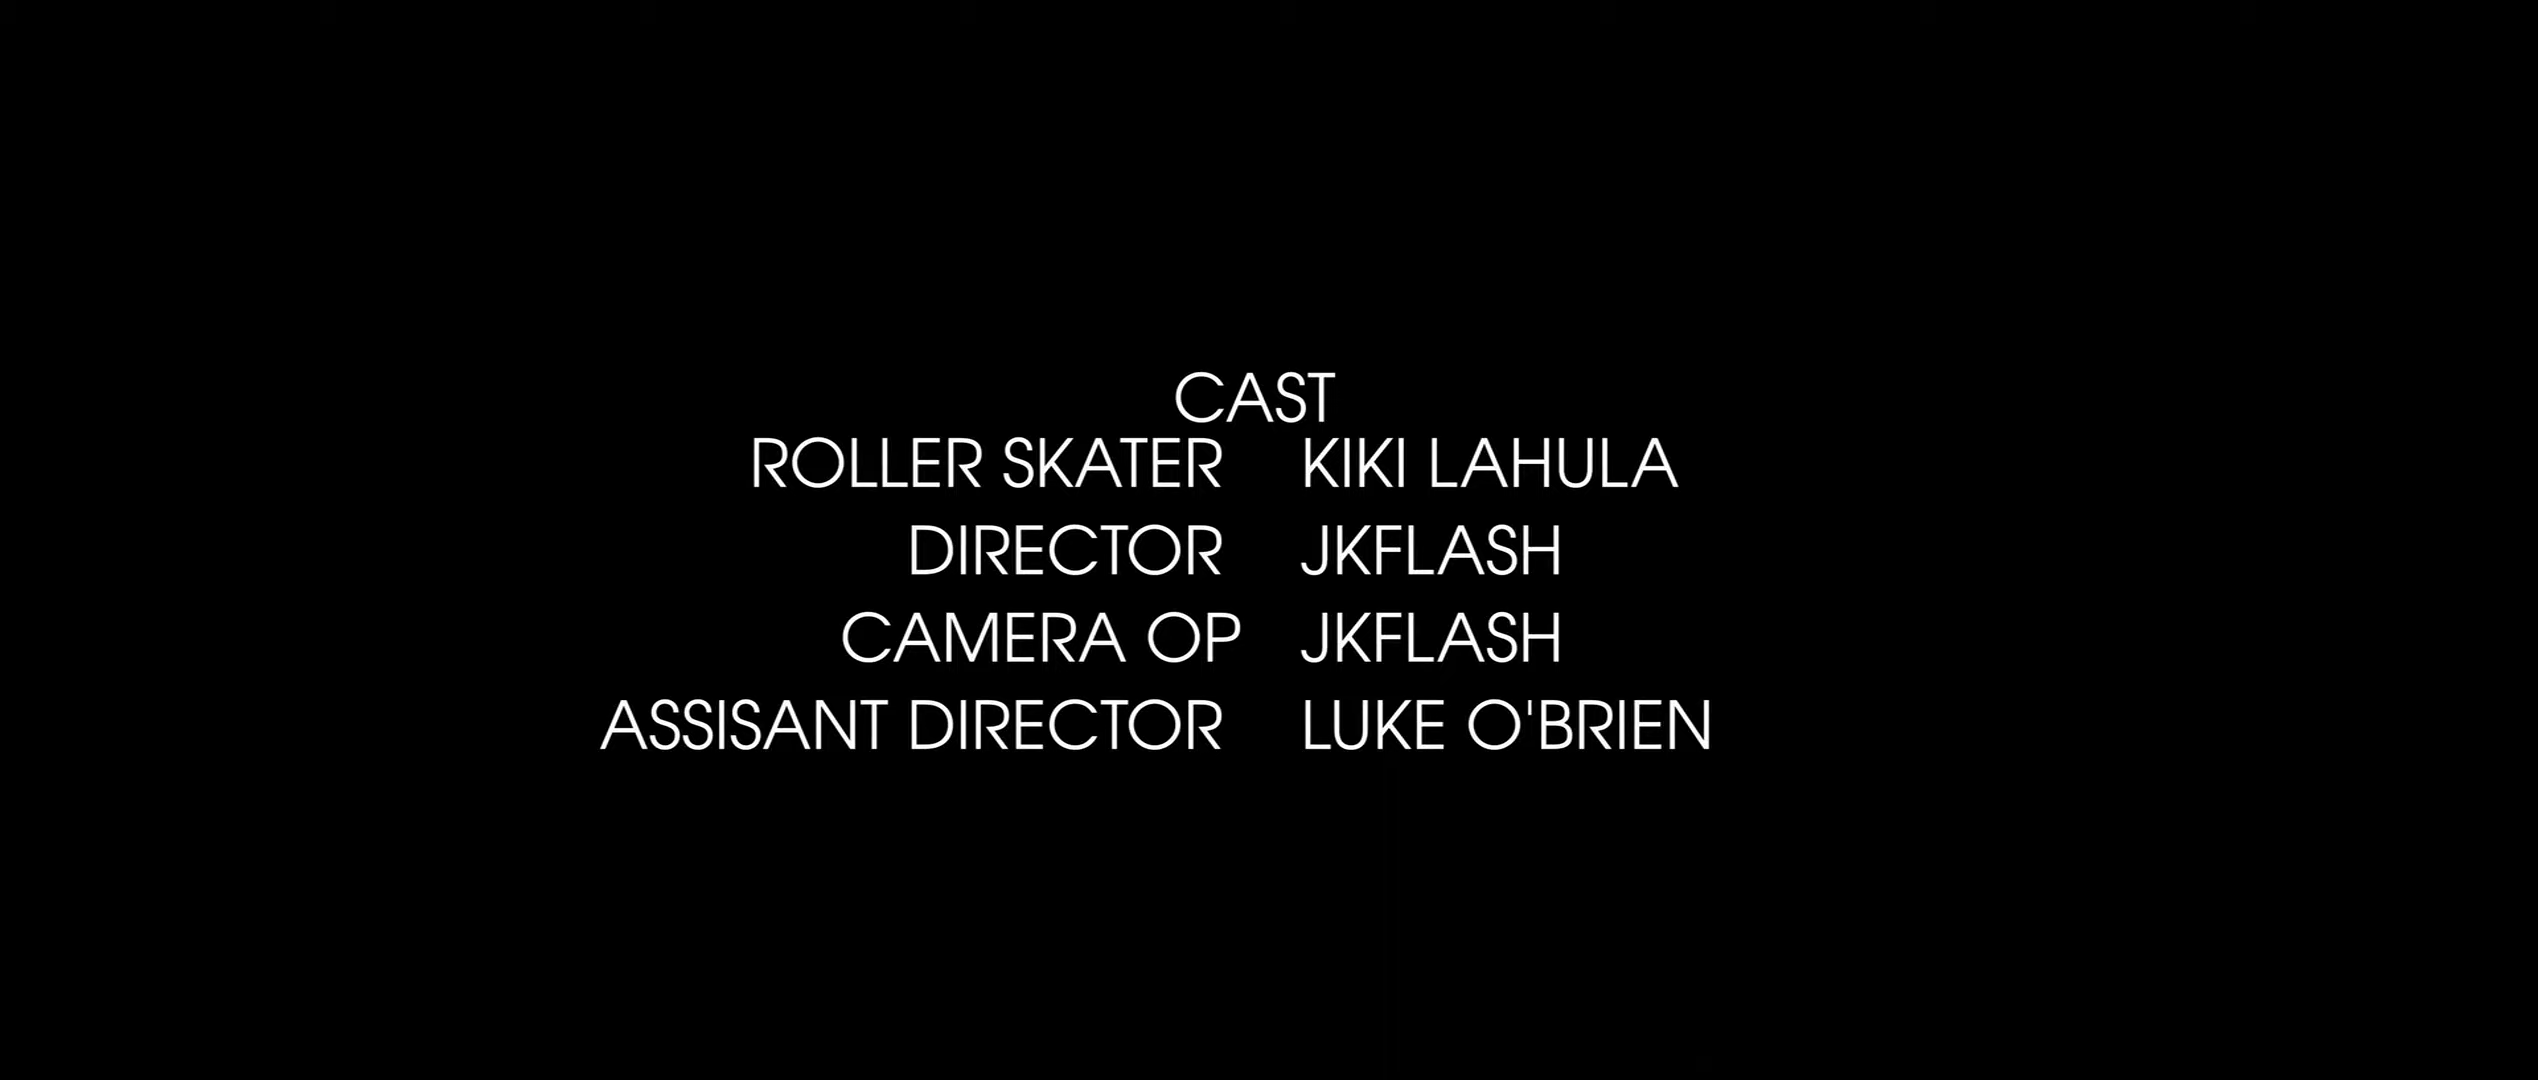 CAST
ROLLER SKATER KIKI LAHULA
DIRECTOR JKFLASH
CAMERA OP JKFLASH
ASSISANT DIRECTOR LUKE O'BRIEN